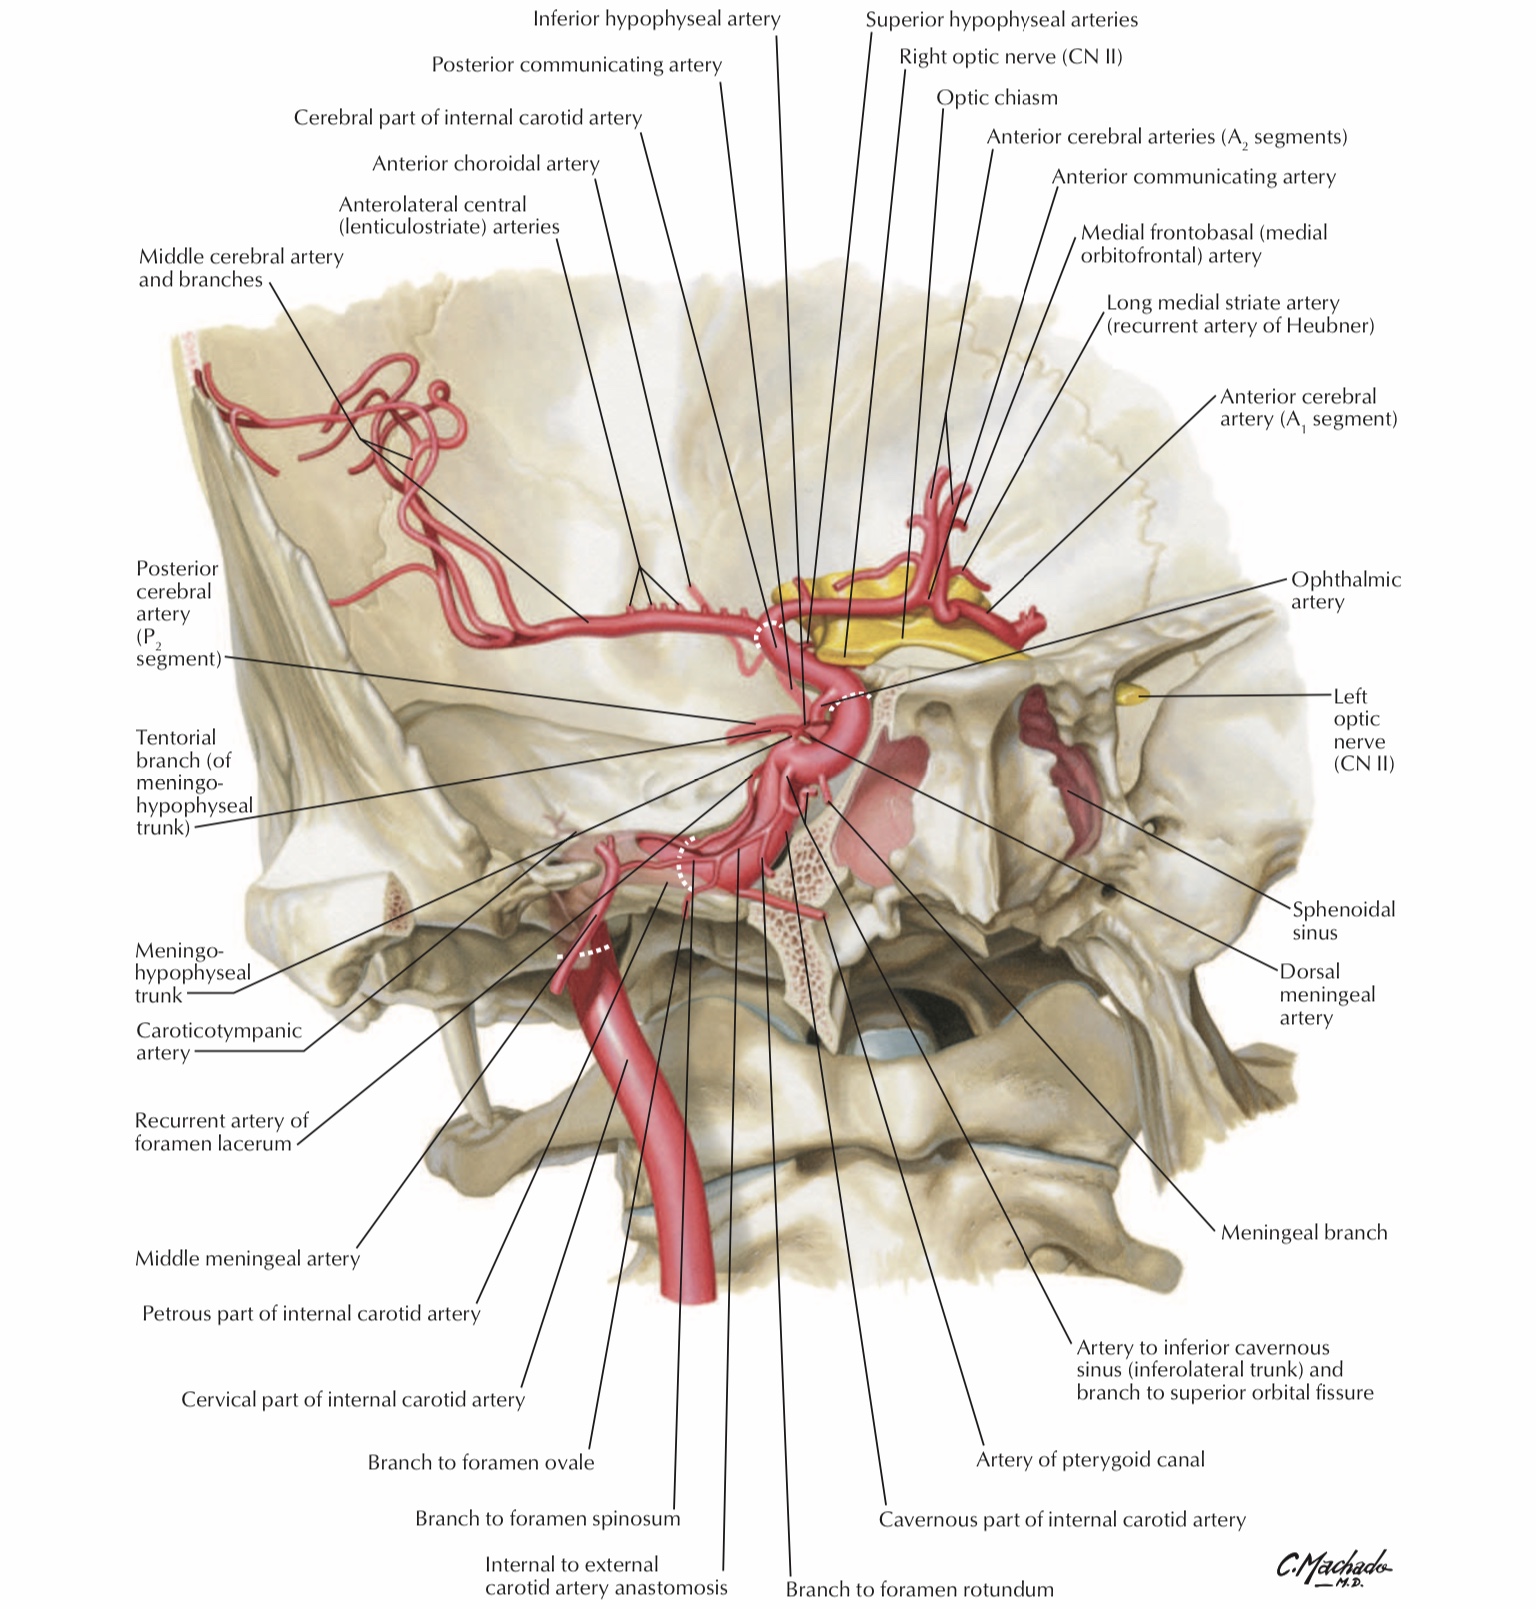 Inferior hypophyseal artery
Superior hypophyseal arteries
Posterior communicating artery
Right optic nerve (CN II)
Cerebral part of internal carotid artery
Optic chiasm
Anterior choroidal artery
Anterior cerebral arteries (A₂ segments)
Anterolateral central
(lenticulostriate) arteries
Anterior communicating artery
Middle cerebral artery
and branches
Medial frontobasal (medial
orbitofrontal) artery
Long medial striate artery
(recurrent artery of Heubner)
Anterior cerebral
artery (A₁ segment)
Posterior
cerebral
artery
(P₂
segment)
Ophthalmic
artery
Left
optic
nerve
(CN II)
Tentorial
branch (of
meningo-
hypophyseal
trunk)
Sphenoidal
sinus
Meningo-
hypophyseal
trunk
Dorsal
meningeal
artery
Caroticotympanic
artery
Recurrent artery of
foramen lacerum
Middle meningeal artery
Meningeal branch
Petrous part of internal carotid artery
Artery to inferior cavernous
sinus (inferolateral trunk) and
branch to superior orbital fissure
Cervical part of internal carotid artery
Branch to foramen ovale
Artery of pterygoid canal
Branch to foramen spinosum
Cavernous part of internal carotid artery
Internal to external
carotid artery anastomosis
Branch to foramen rotundum
C.Machado
M.D.